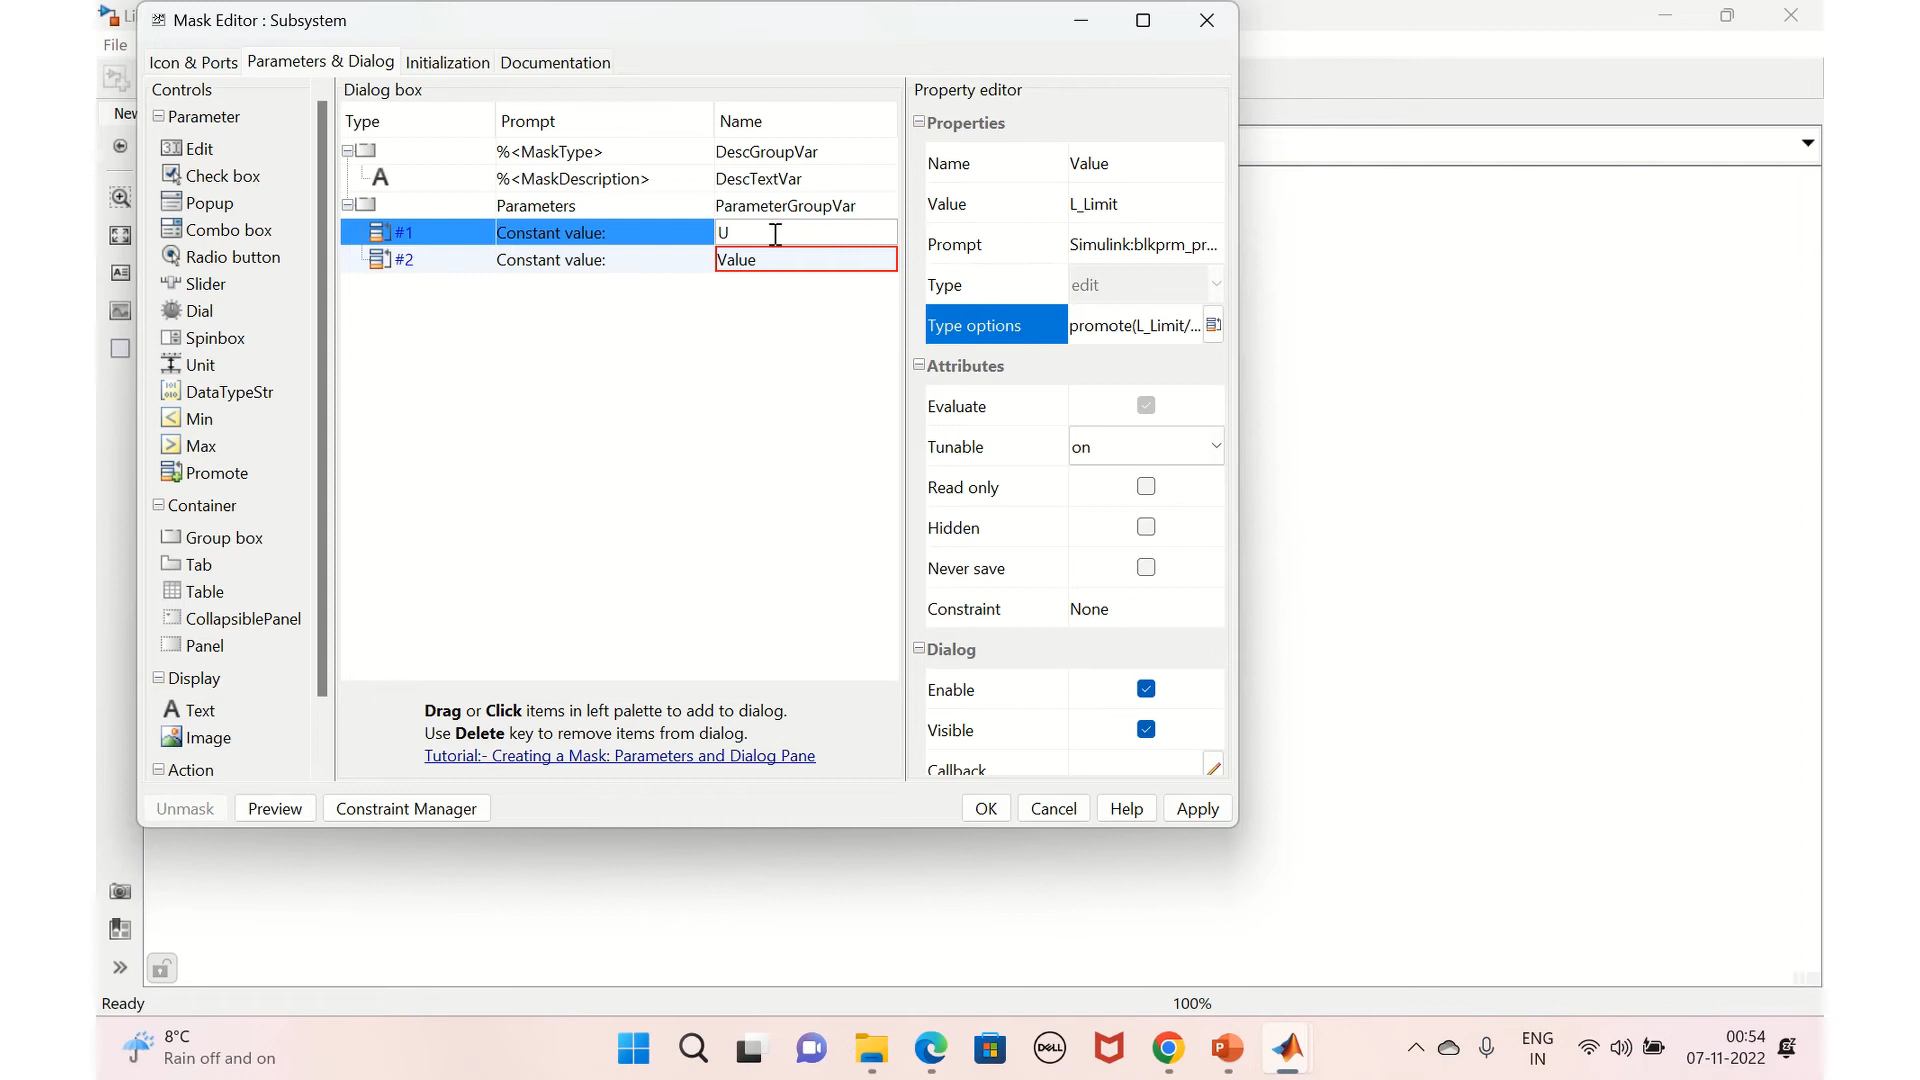 Li
Mask Editor : Subsystem
File
Icon & Ports
Parameters & Dialog
Initialization
Documentation
Controls
Dialog box
Property editor
Parameter
Edit
Check box
Popup
Combo box
Radio button
Slider
Dial
Spinbox
Unit
DataTypeStr
Min
Max
Promote
Container
Group box
Tab
Table
CollapsiblePanel
Panel
Display
Text
Image
Action
New
Type Prompt Name
%<MaskType> DescGroupVar
A %<MaskDescription> DescTextVar
Parameters ParameterGroupVar
#1 Constant value: U
#2 Constant value: Value
Drag or Click items in left palette to add to dialog.
Use Delete key to remove items from dialog.
Tutorial:- Creating a Mask: Parameters and Dialog Pane
Properties
Name Value
Value L_Limit
Prompt Simulink:blkprm_pr...
Type edit
Type options promote(L_Limit/...
Attributes
Evaluate
Tunable on
Read only
Hidden
Never save
Constraint None
Dialog
Enable
Visible
Callback
Unmask
Preview
Constraint Manager
OK
Cancel
Help
Apply
Ready
100%
8°C
Rain off and on
DELL
ENG
IN
00:54
07-11-2022